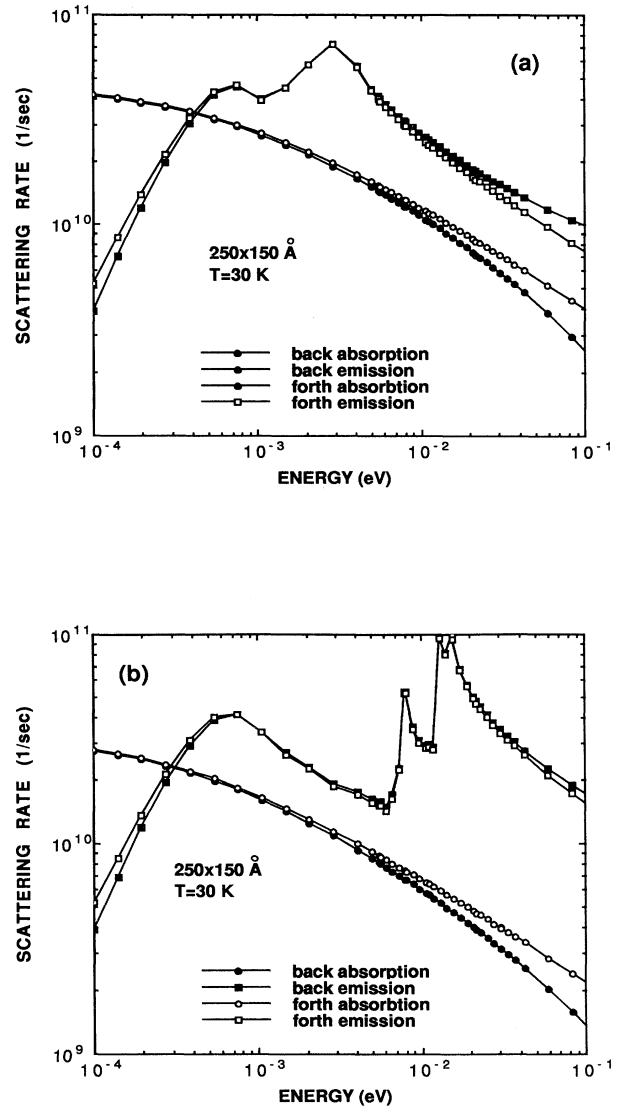 10^11
(a)
SCATTERING RATE (1/sec)
10^10
250x150 Å
T=30 K
back absorption
back emission
forth absorbtion
forth emission
10^9
10^-4
10^-3
10^-2
10^-1
ENERGY (eV)
10^11
(b)
SCATTERING RATE (1/sec)
10^10
250x150 Å
T=30 K
back absorption
back emission
forth absorbtion
forth emission
10^9
10^-4
10^-3
10^-2
10^-1
ENERGY (eV)